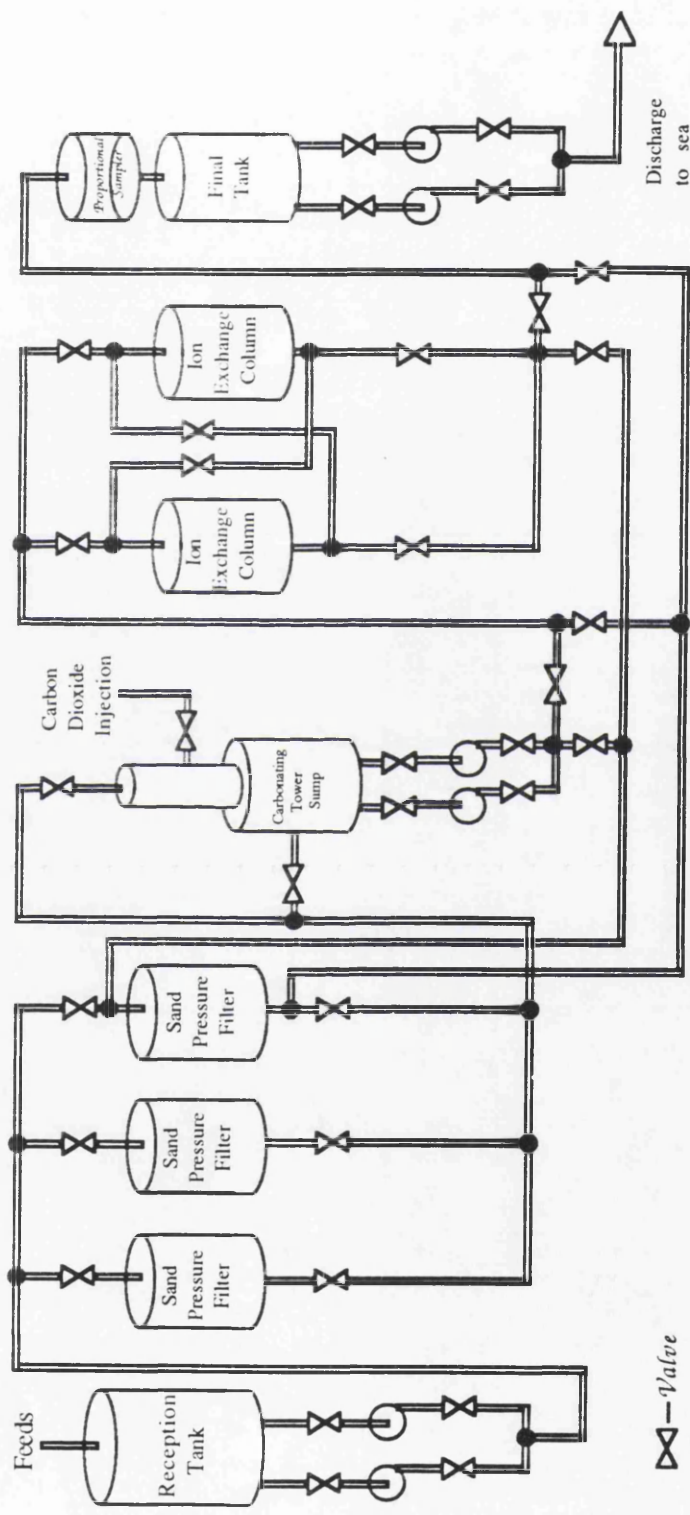 Feeds
Reception
Tank
Sand
Pressure
Filter
Sand
Pressure
Filter
Sand
Pressure
Filter
Carbon
Dioxide
Injection
Carbonating
Tower
Sump
Ion
Exchange
Column
Ion
Exchange
Column
Proportional
Sampler
Final
Tank
Discharge
to sea
Valve